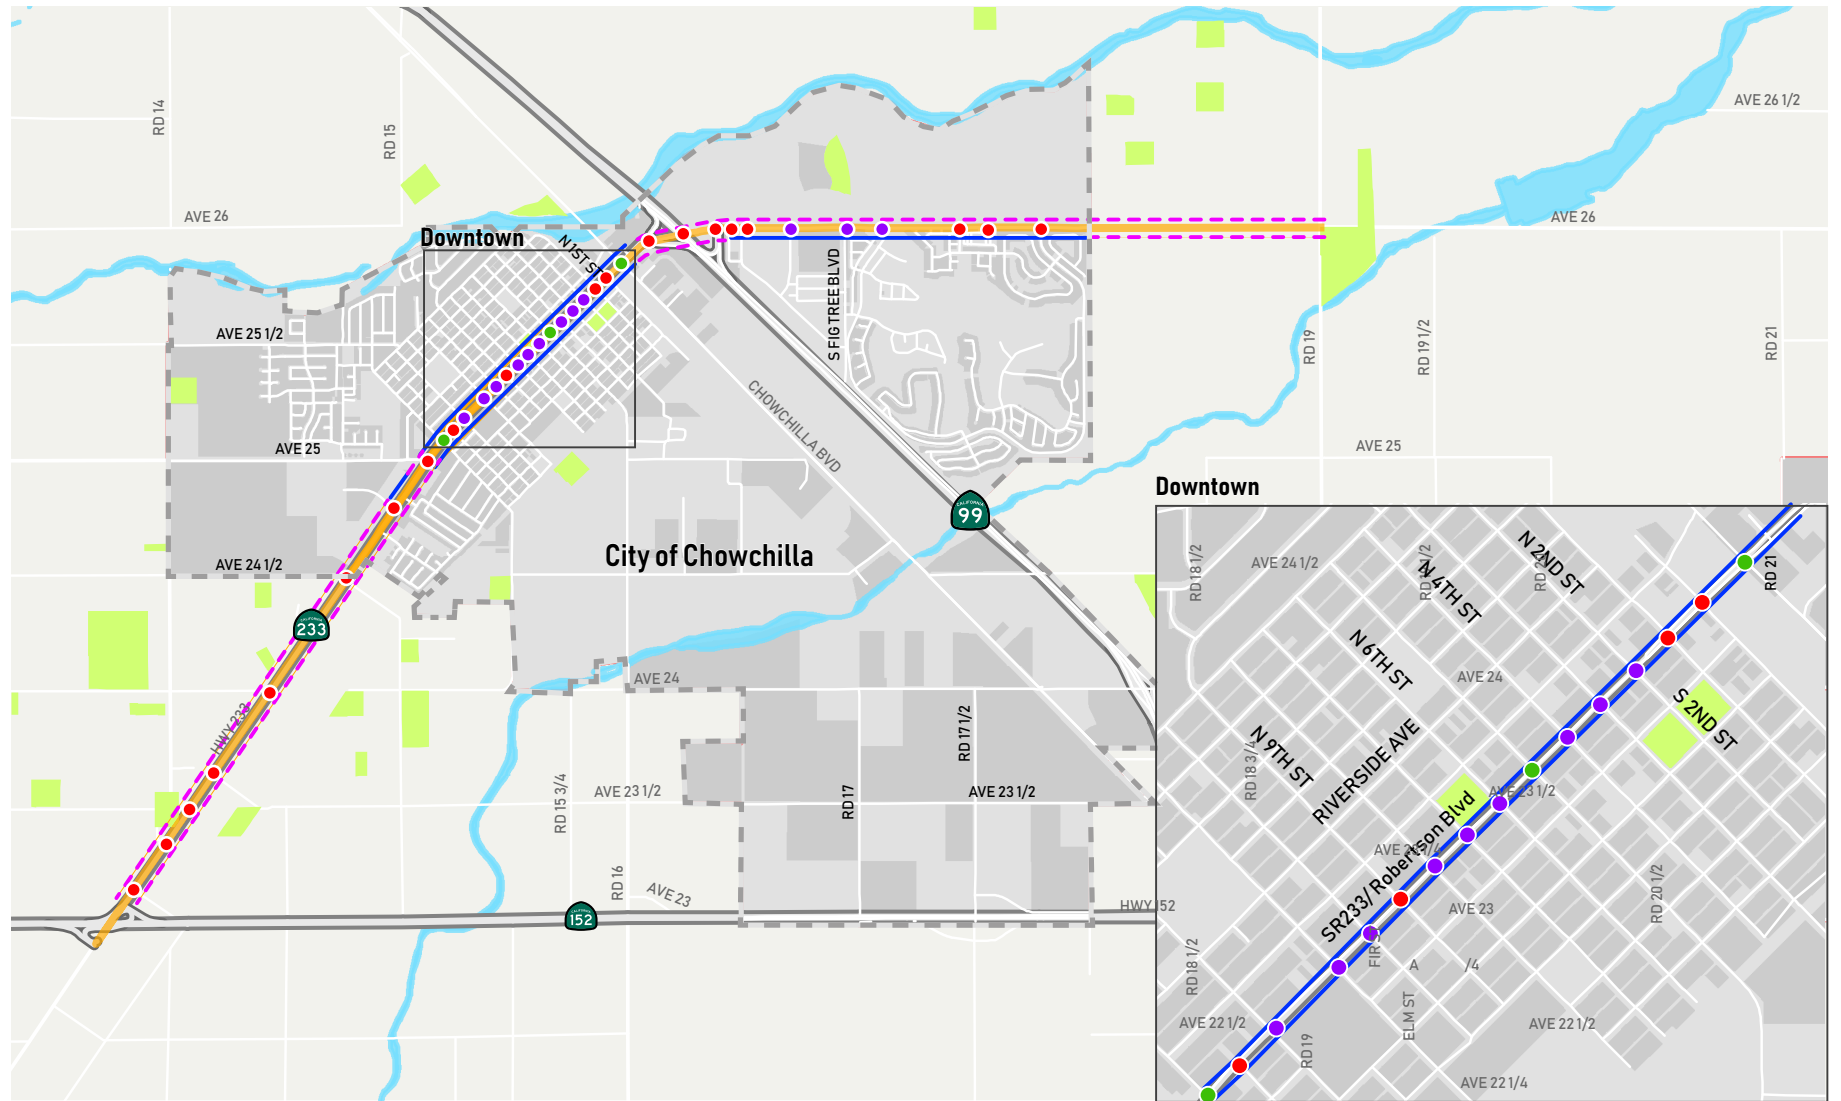 AVE 26 1/2
RD 14
RD 15
AVE 26
AVE 26
Downtown
N 1ST ST
S FIG TREE BLVD
AVE 25 1/2
RD 19
RD 19 1/2
RD 21
CHOWCHILLA BVD
AVE 25
AVE 25
CALIFORNIA
99
City of Chowchilla
AVE 24 1/2
CALIFORNIA
233
AVE 24
HWY 233
RD 17 1/2
RD 15 3/4
AVE 23 1/2
RD17
AVE 23 1/2
RD 16
AVE 23
CALIFORNIA
152
HWY 152
Downtown
RD 18 1/2
AVE 24 1/2
N 2ND ST
N 4TH ST
RD 21
N 6TH ST
AVE 24
S 2ND ST
N 9TH ST
RD 18 3/4
RIVERSIDE AVE
AVE 23 1/2
SR233/ Robertson Blvd
RD 20 1/2
AVE 23
RD 18 1/2
A /4
ELM ST
AVE 22 1/2
AVE 22 1/2
RD 19
AVE 22 1/4